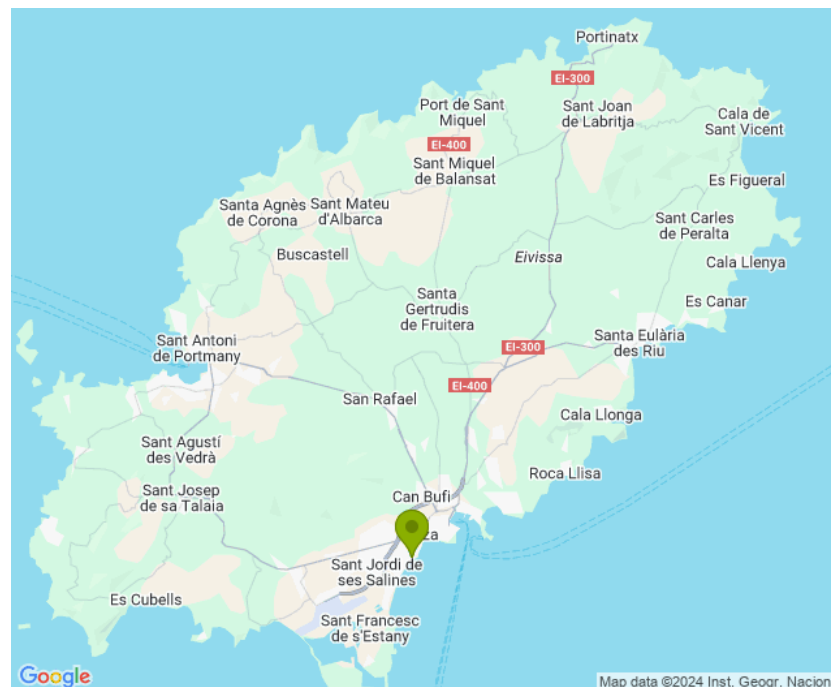 Portinatx
EI-300
Port de Sant
Miquel
Sant Joan
de Labritja
Cala de
Sant Vicent
EI-400
Sant Miquel
de Balansat
Es Figueral
Santa Agnès
de Corona
Sant Mateu
d'Albarca
Sant Carles
de Peralta
Buscastell
Eivissa
Cala Llenya
Santa
Gertrudis
de Fruitera
Es Canar
Sant Antoni
de Portmany
Santa Eulària
des Riu
EI-300
EI-400
San Rafael
Cala Llonga
Sant Agustí
des Vedrà
Roca Llisa
Sant Josep
de sa Talaia
Can Bufi
za
Sant Jordi de
ses Salines
Es Cubells
Sant Francesc
de s'Estany
Google
Map data ©2024 Inst. Geogr. Nacion